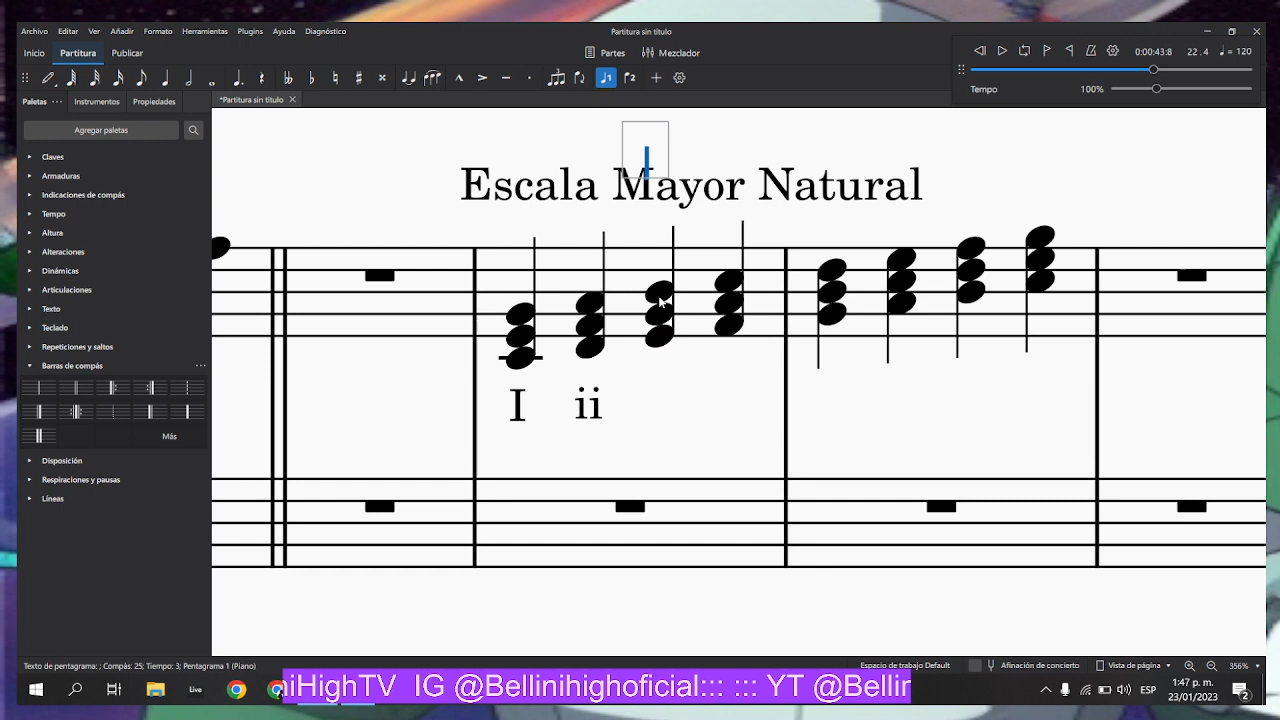 Archivo Editar Ver Añadir Formato Herramientas Plugins Ayuda Diagnóstico
Partitura sin título
Inicio Partitura Publicar
Partes Mezclador
0:00:43:8 22 . 4 = 120
Tempo 100%
Paletas Instrumentos Propiedades
*Partitura sin título
Agregar paletas
Claves
Armaduras
Indicaciones de compás
Tempo
Altura
Alteraciones
Dinámicas
Articulaciones
Texto
Teclado
Repeticiones y saltos
Barras de compás
Más
Disposición
Respiraciones y pausas
Líneas
Escala Mayor Natural
I ii
Texto de pentagrama: ; Compás: 25; Tiempo: 3; Pentagrama 1 (Piano)
Espacio de trabajo Default Afinación de concierto Vista de página 356%
Live
niHighTV IG @Bellinihighoficial::: ::: YT @Bellin
ESP
1:47 p. m.
23/01/2023
2